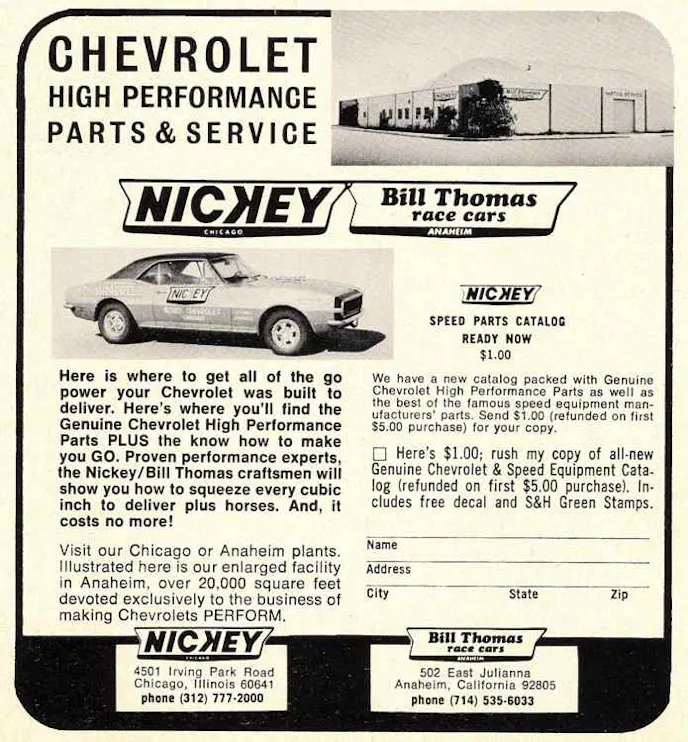 CHEVROLET
HIGH PERFORMANCE
PARTS & SERVICE
NICKEY
CHICAGO
Bill Thomas
race cars
ANAHEIM
NICKEY
NICKEY
SPEED PARTS CATALOG
READY NOW
$1.00
Here is where to get all of the go
power your Chevrolet was built to
deliver. Here's where you'll find the
Genuine Chevrolet High Performance
Parts PLUS the know how to make
you GO. Proven performance experts,
the Nickey/Bill Thomas craftsmen will
show you how to squeeze every cubic
inch to deliver plus horses. And, it
costs no more!
Visit our Chicago or Anaheim plants.
Illustrated here is our enlarged facility
in Anaheim, over 20,000 square feet
devoted exclusively to the business of
making Chevrolets PERFORM.
We have a new catalog packed with Genuine
Chevrolet High Performance Parts as well as
the best of the famous speed equipment man-
ufacturers' parts. Send $1.00 (refunded on first
$5.00 purchase) for your copy.
Here's $1.00; rush my copy of all-new
Genuine Chevrolet & Speed Equipment Cata-
log (refunded on first $5.00 purchase). In-
cludes free decal and S&H Green Stamps.
Name
Address
City State Zip
NICKEY
CHICAGO
4501 Irving Park Road
Chicago, Illinois 60641
phone (312) 777-2000
Bill Thomas
race cars
ANAHEIM
502 East Julianna
Anaheim, California 92805
phone (714) 535-6033